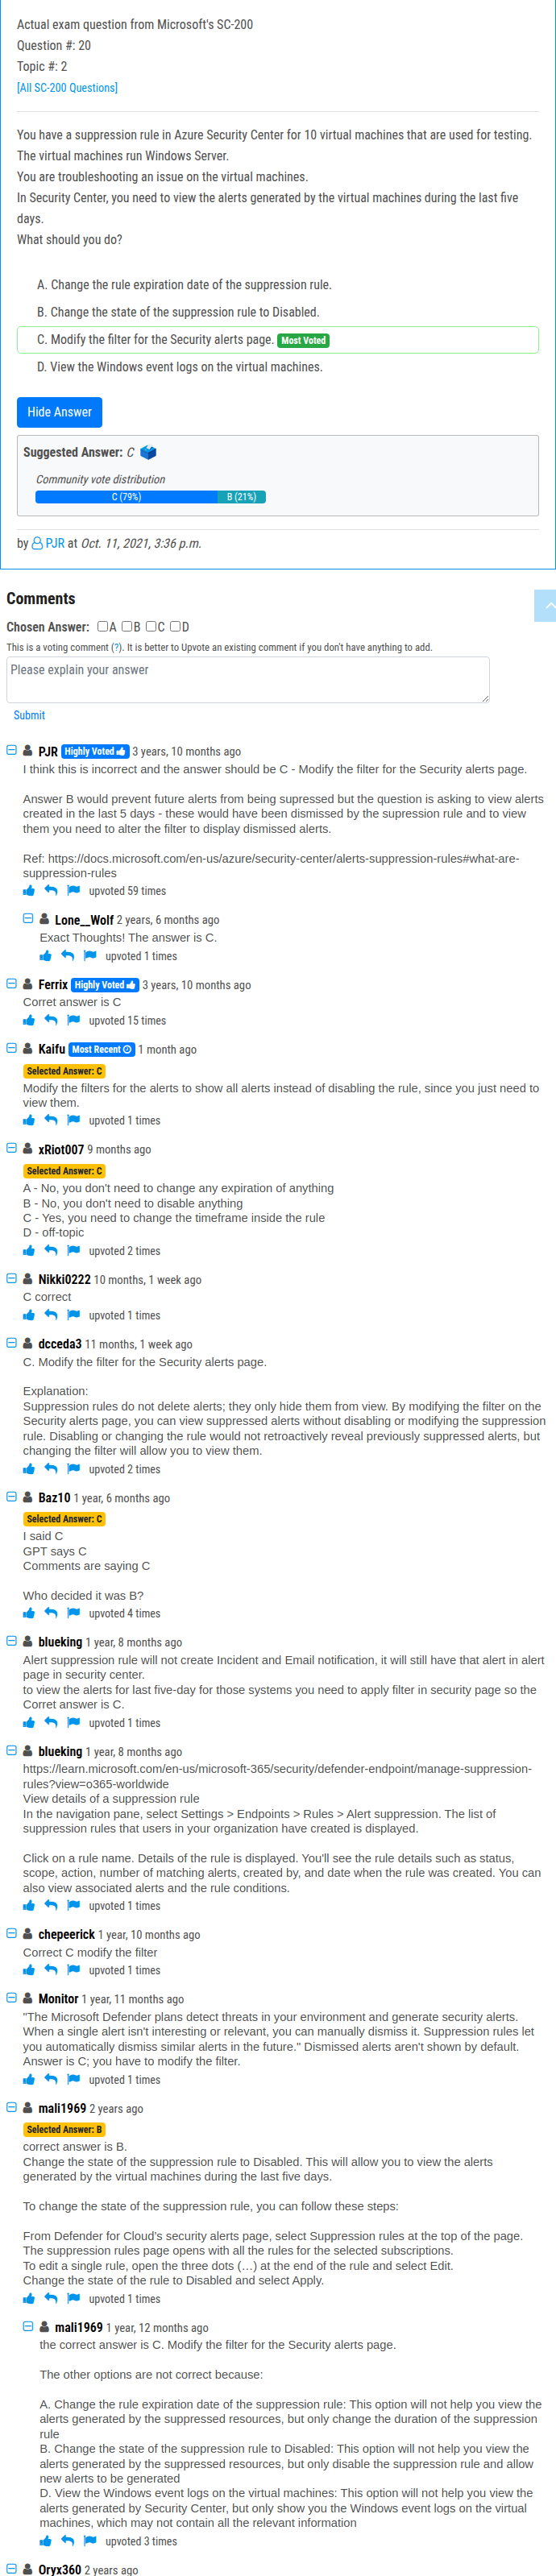 Actual exam question from Microsoft's SC-200
Question #: 20
Topic #: 2
[All SC-200 Questions]
You have a suppression rule in Azure Security Center for 10 virtual machines that are used for testing.
The virtual machines run Windows Server.
You are troubleshooting an issue on the virtual machines.
In Security Center, you need to view the alerts generated by the virtual machines during the last five
days.
What should you do?
A. Change the rule expiration date of the suppression rule.
B. Change the state of the suppression rule to Disabled.
C. Modify the filter for the Security alerts page. Most Voted
D. View the Windows event logs on the virtual machines.
Hide Answer
Suggested Answer: C
Community vote distribution
C (79%) B (21%)
by PJR at Oct. 11, 2021, 3:36 p.m.
Comments
Chosen Answer: A B C D
This is a voting comment (?). It is better to Upvote an existing comment if you don't have anything to add.
Please explain your answer
Submit
PJR Highly Voted 3 years, 10 months ago
I think this is incorrect and the answer should be C - Modify the filter for the Security alerts page.
Answer B would prevent future alerts from being supressed but the question is asking to view alerts
created in the last 5 days - these would have been dismissed by the supression rule and to view
them you need to alter the filter to display dismissed alerts.
Ref: https://docs.microsoft.com/en-us/azure/security-center/alerts-suppression-rules#what-are-
suppression-rules
upvoted 59 times
Lone__Wolf 2 years, 6 months ago
Exact Thoughts! The answer is C.
upvoted 1 times
Ferrix Highly Voted 3 years, 10 months ago
Corret answer is C
upvoted 15 times
Kaifu Most Recent 1 month ago
Selected Answer: C
Modify the filters for the alerts to show all alerts instead of disabling the rule, since you just need to
view them.
upvoted 1 times
xRiot007 9 months ago
Selected Answer: C
A - No, you don't need to change any expiration of anything
B - No, you don't need to disable anything
C - Yes, you need to change the timeframe inside the rule
D - off-topic
upvoted 2 times
Nikki0222 10 months, 1 week ago
C correct
upvoted 1 times
dcceda3 11 months, 1 week ago
C. Modify the filter for the Security alerts page.
Explanation:
Suppression rules do not delete alerts; they only hide them from view. By modifying the filter on the
Security alerts page, you can view suppressed alerts without disabling or modifying the suppression
rule. Disabling or changing the rule would not retroactively reveal previously suppressed alerts, but
changing the filter will allow you to view them.
upvoted 2 times
Baz10 1 year, 6 months ago
Selected Answer: C
I said C
GPT says C
Comments are saying C
Who decided it was B?
upvoted 4 times
blueking 1 year, 8 months ago
Alert suppression rule will not create Incident and Email notification, it will still have that alert in alert
page in security center.
to view the alerts for last five-day for those systems you need to apply filter in security page so the
Corret answer is C.
upvoted 1 times
blueking 1 year, 8 months ago
https://learn.microsoft.com/en-us/microsoft-365/security/defender-endpoint/manage-suppression-
rules?view=o365-worldwide
View details of a suppression rule
In the navigation pane, select Settings > Endpoints > Rules > Alert suppression. The list of
suppression rules that users in your organization have created is displayed.
Click on a rule name. Details of the rule is displayed. You'll see the rule details such as status,
scope, action, number of matching alerts, created by, and date when the rule was created. You can
also view associated alerts and the rule conditions.
upvoted 1 times
chepeerick 1 year, 10 months ago
Correct C modify the filter
upvoted 1 times
Monitor 1 year, 11 months ago
"The Microsoft Defender plans detect threats in your environment and generate security alerts.
When a single alert isn't interesting or relevant, you can manually dismiss it. Suppression rules let
you automatically dismiss similar alerts in the future." Dismissed alerts aren't shown by default.
Answer is C; you have to modify the filter.
upvoted 1 times
mali1969 2 years ago
Selected Answer: B
correct answer is B.
Change the state of the suppression rule to Disabled. This will allow you to view the alerts
generated by the virtual machines during the last five days.
To change the state of the suppression rule, you can follow these steps:
From Defender for Cloud's security alerts page, select Suppression rules at the top of the page.
The suppression rules page opens with all the rules for the selected subscriptions.
To edit a single rule, open the three dots (…) at the end of the rule and select Edit.
Change the state of the rule to Disabled and select Apply.
upvoted 1 times
mali1969 1 year, 12 months ago
the correct answer is C. Modify the filter for the Security alerts page.
The other options are not correct because:
A. Change the rule expiration date of the suppression rule: This option will not help you view the
alerts generated by the suppressed resources, but only change the duration of the suppression
rule
B. Change the state of the suppression rule to Disabled: This option will not help you view the
alerts generated by the suppressed resources, but only disable the suppression rule and allow
new alerts to be generated
D. View the Windows event logs on the virtual machines: This option will not help you view the
alerts generated by Security Center, but only show you the Windows event logs on the virtual
machines, which may not contain all the relevant information
upvoted 3 times
Oryx360 2 years ago